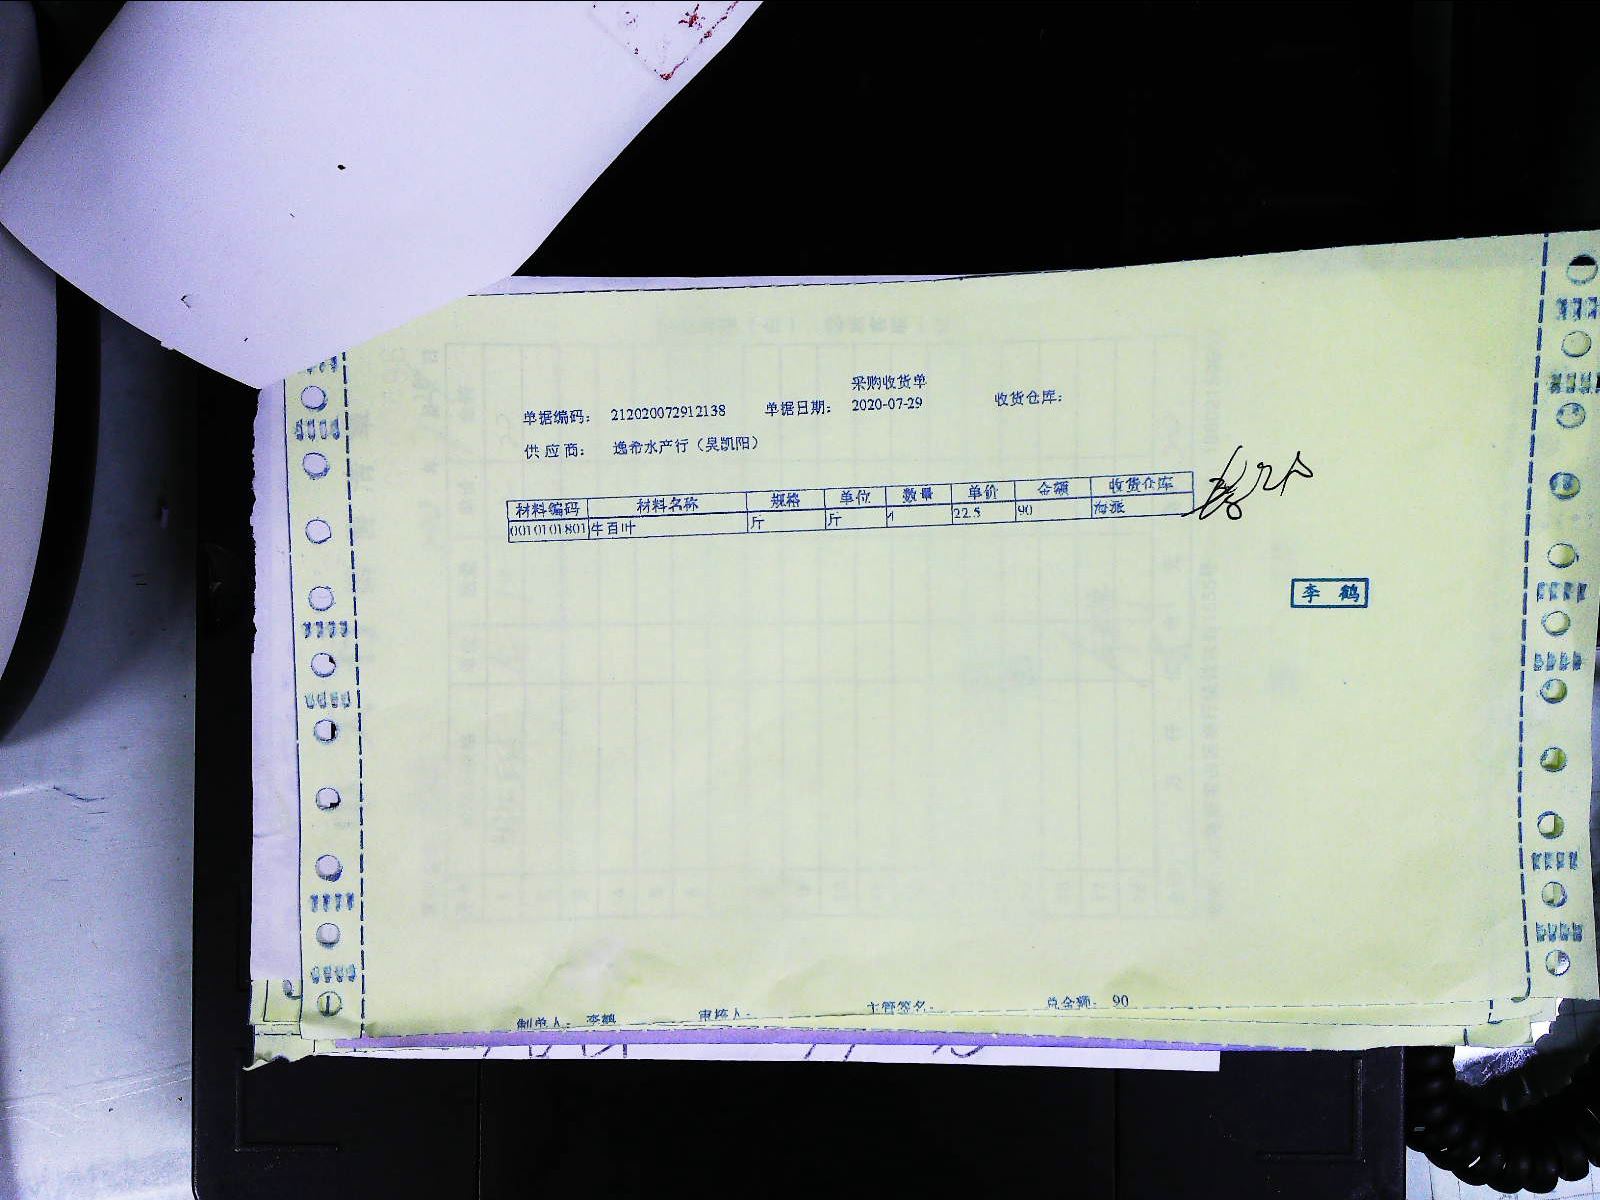 采购收货单
单据编码: 212020072912138 单据日期: 2020-07-29 收货仓库:
供应商: 逸希水产行（吴凯阳）
材料编码 材料名称 规格 单位 数量 单价 金额 收货仓库
0010101801 牛百叶 斤 斤 4 22.5 90 海派
李鹤
制单人: 李鹤 审核人: 主管签名: 总金额: 90